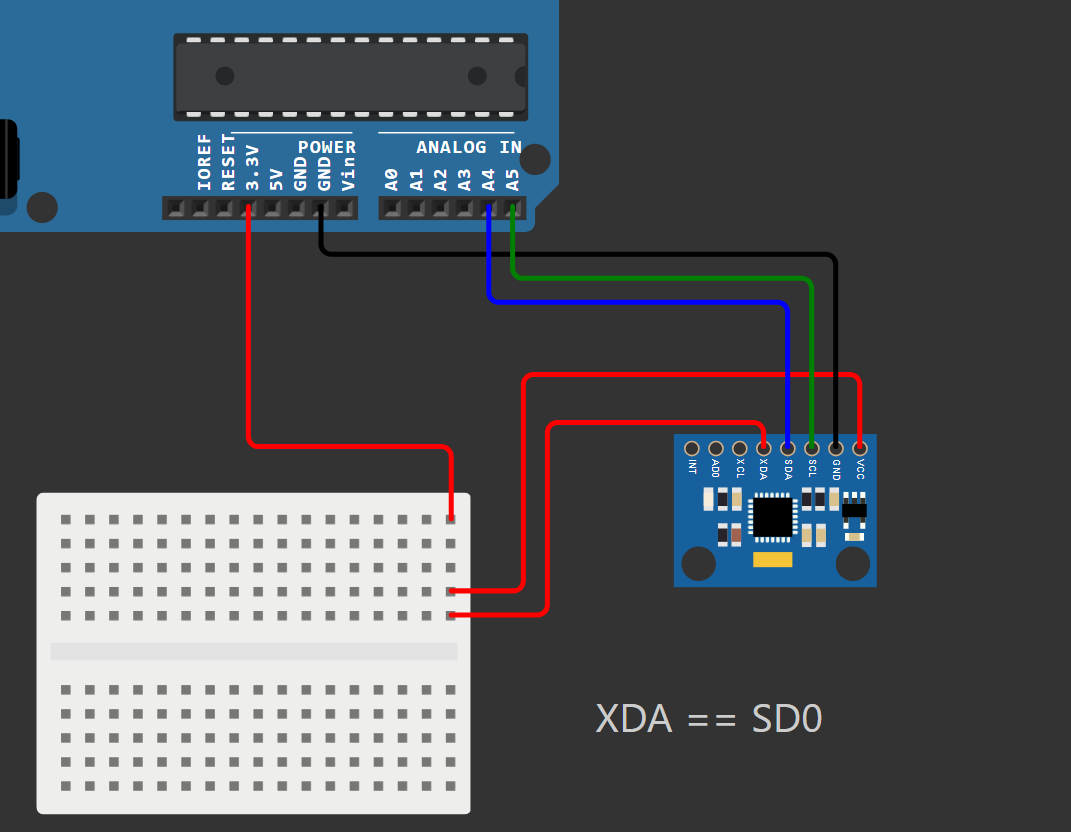 IOREF
RESET
3.3V
5V
GND
GND
Vin
POWER
ANALOG IN
A0
A1
A2
A3
A4
A5
INT
AD0
XCL
XDA
SDA
SCL
GND
VCC
XDA == SD0